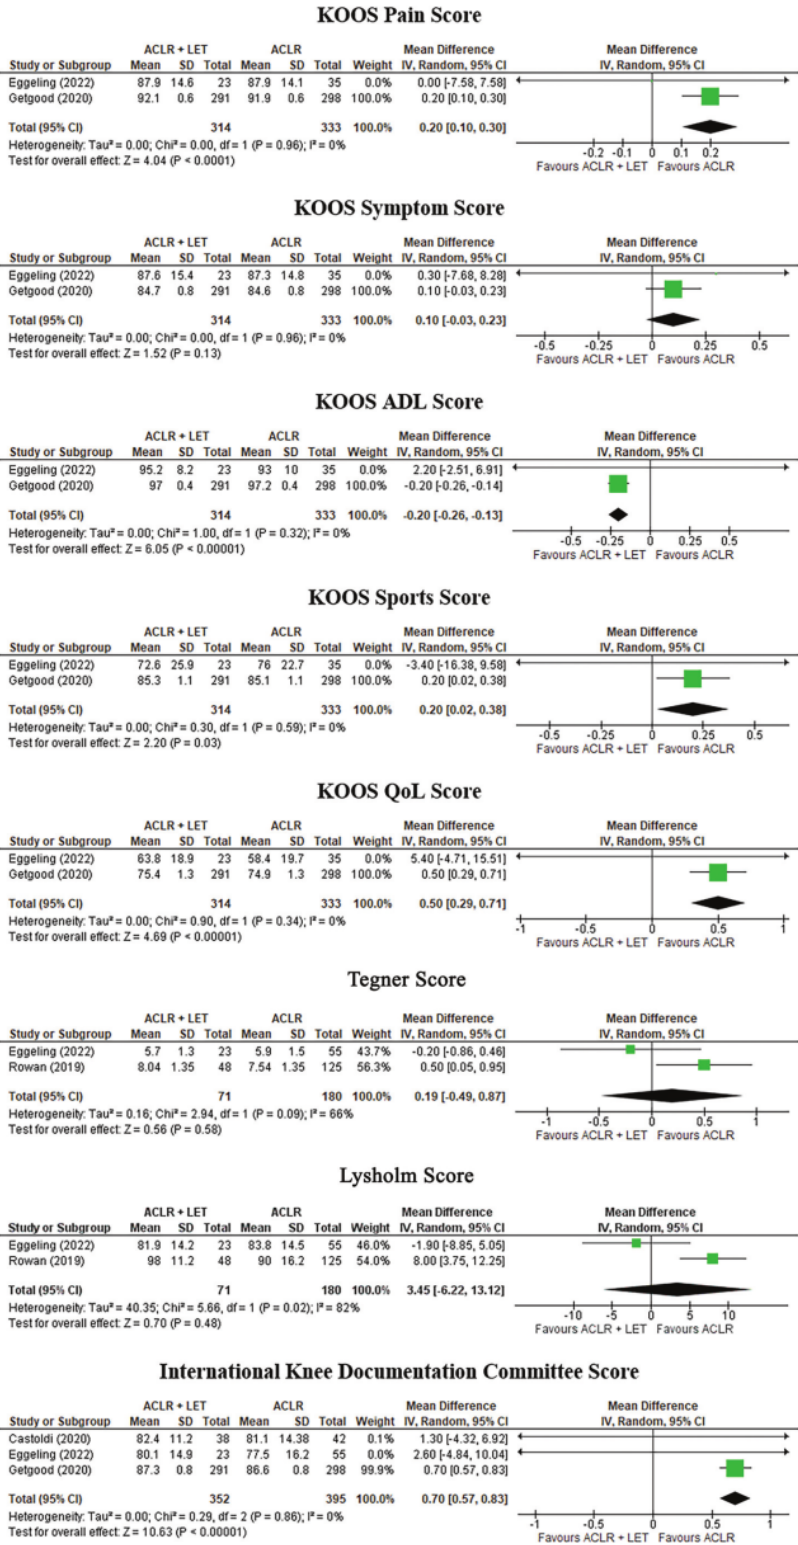 KOOS Pain Score
ACLR + LET ACLR Mean Difference Mean Difference
Study or Subgroup Mean SD Total Mean SD Total Weight IV, Random, 95% CI IV, Random, 95% CI
Eggeling (2022) 87.9 14.6 23 87.9 14.1 35 0.0% 0.00 [-7.58, 7.58]
Getgood (2020) 92.1 0.6 291 91.9 0.6 298 100.0% 0.20 [0.10, 0.30]
Total (95% CI) 314 333 100.0% 0.20 [0.10, 0.30]
Heterogeneity: Tau² = 0.00; Chi² = 0.00, df = 1 (P = 0.96); I² = 0%
Test for overall effect: Z = 4.04 (P < 0.0001)
-0.2 -0.1 0 0.1 0.2
Favours ACLR + LET Favours ACLR
KOOS Symptom Score
ACLR + LET ACLR Mean Difference Mean Difference
Study or Subgroup Mean SD Total Mean SD Total Weight IV, Random, 95% CI IV, Random, 95% CI
Eggeling (2022) 87.6 15.4 23 87.3 14.8 35 0.0% 0.30 [-7.68, 8.28]
Getgood (2020) 84.7 0.8 291 84.6 0.8 298 100.0% 0.10 [-0.03, 0.23]
Total (95% CI) 314 333 100.0% 0.10 [-0.03, 0.23]
Heterogeneity: Tau² = 0.00; Chi² = 0.00, df = 1 (P = 0.96); I² = 0%
Test for overall effect: Z = 1.52 (P = 0.13)
-0.5 -0.25 0 0.25 0.5
Favours ACLR + LET Favours ACLR
KOOS ADL Score
ACLR + LET ACLR Mean Difference Mean Difference
Study or Subgroup Mean SD Total Mean SD Total Weight IV, Random, 95% CI IV, Random, 95% CI
Eggeling (2022) 95.2 8.2 23 93 10 35 0.0% 2.20 [-2.51, 6.91]
Getgood (2020) 97 0.4 291 97.2 0.4 298 100.0% -0.20 [-0.26, -0.14]
Total (95% CI) 314 333 100.0% -0.20 [-0.26, -0.13]
Heterogeneity: Tau² = 0.00; Chi² = 1.00, df = 1 (P = 0.32); I² = 0%
Test for overall effect: Z = 6.05 (P < 0.00001)
-0.5 -0.25 0 0.25 0.5
Favours ACLR + LET Favours ACLR
KOOS Sports Score
ACLR + LET ACLR Mean Difference Mean Difference
Study or Subgroup Mean SD Total Mean SD Total Weight IV, Random, 95% CI IV, Random, 95% CI
Eggeling (2022) 72.6 25.9 23 76 22.7 35 0.0% -3.40 [-16.38, 9.58]
Getgood (2020) 85.3 1.1 291 85.1 1.1 298 100.0% 0.20 [0.02, 0.38]
Total (95% CI) 314 333 100.0% 0.20 [0.02, 0.38]
Heterogeneity: Tau² = 0.00; Chi² = 0.30, df = 1 (P = 0.59); I² = 0%
Test for overall effect: Z = 2.20 (P = 0.03)
-0.5 -0.25 0 0.25 0.5
Favours ACLR + LET Favours ACLR
KOOS QoL Score
ACLR + LET ACLR Mean Difference Mean Difference
Study or Subgroup Mean SD Total Mean SD Total Weight IV, Random, 95% CI IV, Random, 95% CI
Eggeling (2022) 63.8 18.9 23 58.4 19.7 35 0.0% 5.40 [-4.71, 15.51]
Getgood (2020) 75.4 1.3 291 74.9 1.3 298 100.0% 0.50 [0.29, 0.71]
Total (95% CI) 314 333 100.0% 0.50 [0.29, 0.71]
Heterogeneity: Tau² = 0.00; Chi² = 0.90, df = 1 (P = 0.34); I² = 0%
Test for overall effect: Z = 4.69 (P < 0.00001)
-1 -0.5 0 0.5 1
Favours ACLR + LET Favours ACLR
Tegner Score
ACLR + LET ACLR Mean Difference Mean Difference
Study or Subgroup Mean SD Total Mean SD Total Weight IV, Random, 95% CI IV, Random, 95% CI
Eggeling (2022) 5.7 1.3 23 5.9 1.5 55 43.7% -0.20 [-0.86, 0.46]
Rowan (2019) 8.04 1.35 48 7.54 1.35 125 56.3% 0.50 [0.05, 0.95]
Total (95% CI) 71 180 100.0% 0.19 [-0.49, 0.87]
Heterogeneity: Tau² = 0.16; Chi² = 2.94, df = 1 (P = 0.09); I² = 66%
Test for overall effect: Z = 0.56 (P = 0.58)
-1 -0.5 0 0.5 1
Favours ACLR + LET Favours ACLR
Lysholm Score
ACLR + LET ACLR Mean Difference Mean Difference
Study or Subgroup Mean SD Total Mean SD Total Weight IV, Random, 95% CI IV, Random, 95% CI
Eggeling (2022) 81.9 14.2 23 83.8 14.5 55 46.0% -1.90 [-8.85, 5.05]
Rowan (2019) 98 11.2 48 90 16.2 125 54.0% 8.00 [3.75, 12.25]
Total (95% CI) 71 180 100.0% 3.45 [-6.22, 13.12]
Heterogeneity: Tau² = 40.35; Chi² = 5.66, df = 1 (P = 0.02); I² = 82%
Test for overall effect: Z = 0.70 (P = 0.48)
-10 -5 0 5 10
Favours ACLR + LET Favours ACLR
International Knee Documentation Committee Score
ACLR + LET ACLR Mean Difference Mean Difference
Study or Subgroup Mean SD Total Mean SD Total Weight IV, Random, 95% CI IV, Random, 95% CI
Castoldi (2020) 82.4 11.2 38 81.1 14.38 42 0.1% 1.30 [-4.32, 6.92]
Eggeling (2022) 80.1 14.9 23 77.5 16.2 55 0.0% 2.60 [-4.84, 10.04]
Getgood (2020) 87.3 0.8 291 86.6 0.8 298 99.9% 0.70 [0.57, 0.83]
Total (95% CI) 352 395 100.0% 0.70 [0.57, 0.83]
Heterogeneity: Tau² = 0.00; Chi² = 0.29, df = 2 (P = 0.86); I² = 0%
Test for overall effect: Z = 10.63 (P < 0.00001)
-1 -0.5 0 0.5 1
Favours ACLR + LET Favours ACLR